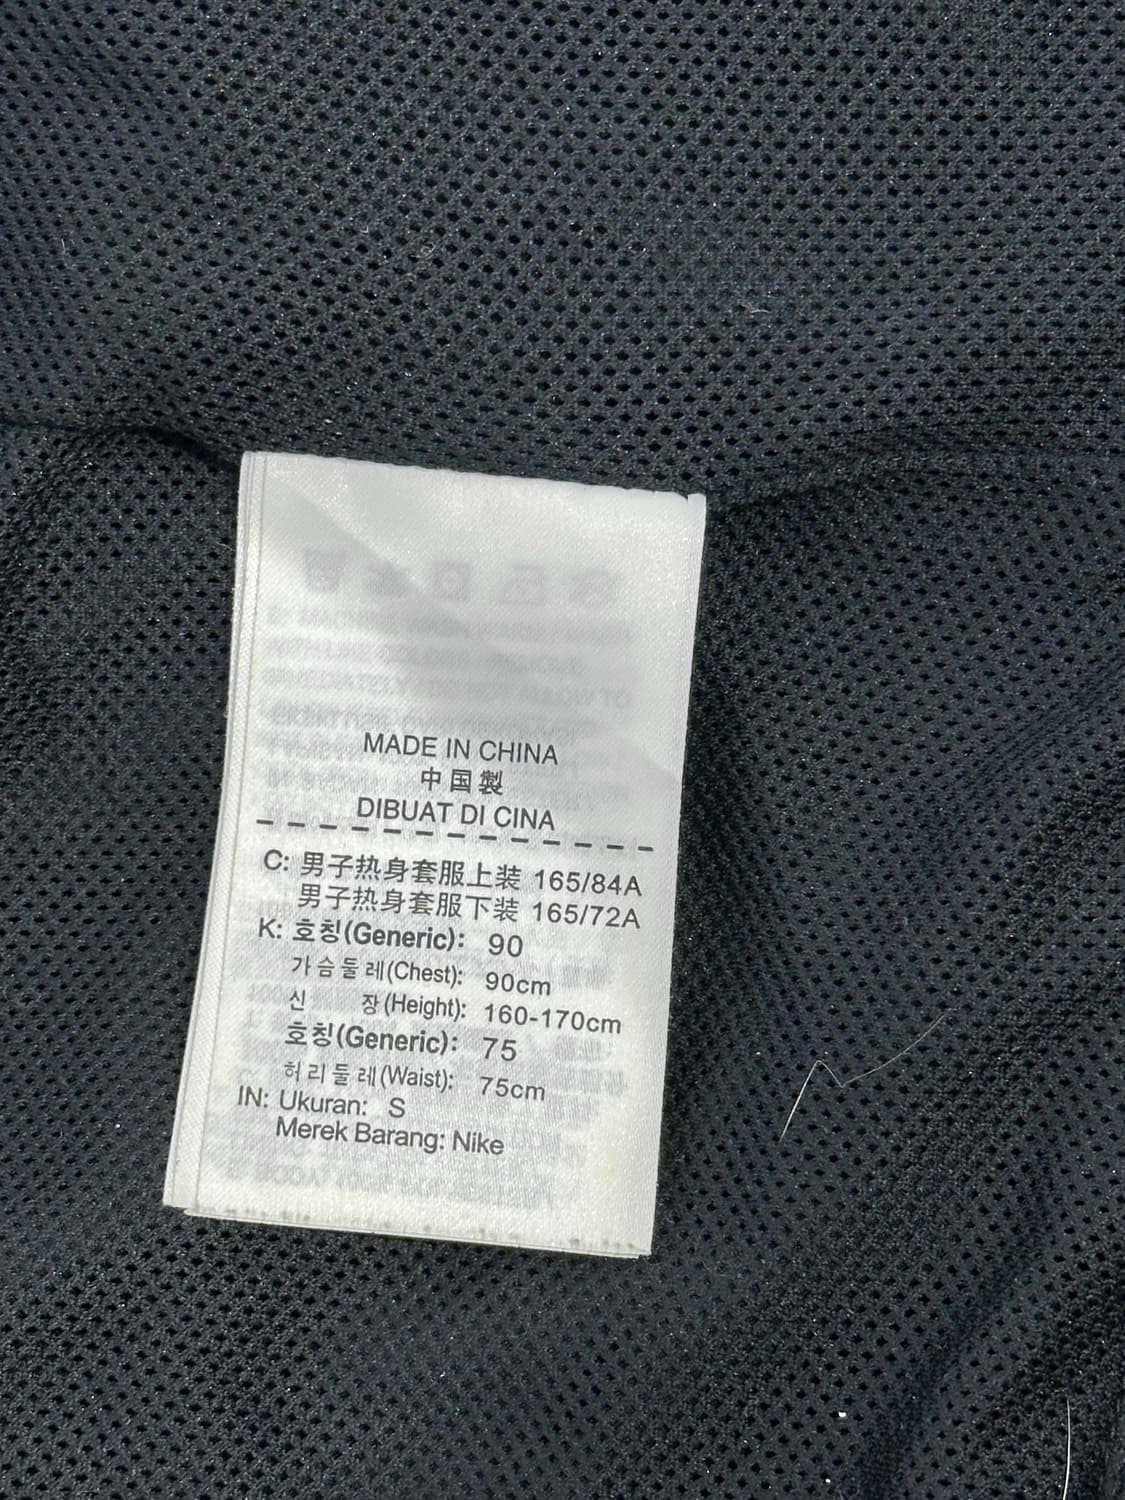 MADE IN CHINA
中国製
DIBUAT DI CINA
C: 男子热身套服上装 165/84A
男子热身套服下装 165/72A
K: 호칭(Generic): 90
가슴둘레(Chest): 90cm
신 장(Height): 160-170cm
호칭(Generic): 75
허리둘레(Waist): 75cm
IN: Ukuran: S
Merek Barang: Nike